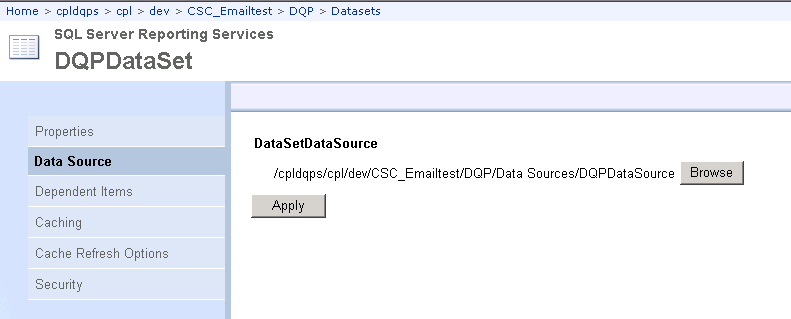 Home > cpldqps > cpl > dev > CSC_Emailtest > DQP > Datasets
SQL Server Reporting Services
DQPDataSet
Properties
Data Source
Dependent Items
Caching
Cache Refresh Options
Security
DataSetDataSource
/cpldqps/cpl/dev/CSC_Emailtest/DQP/Data Sources/DQPDataSource Browse
Apply